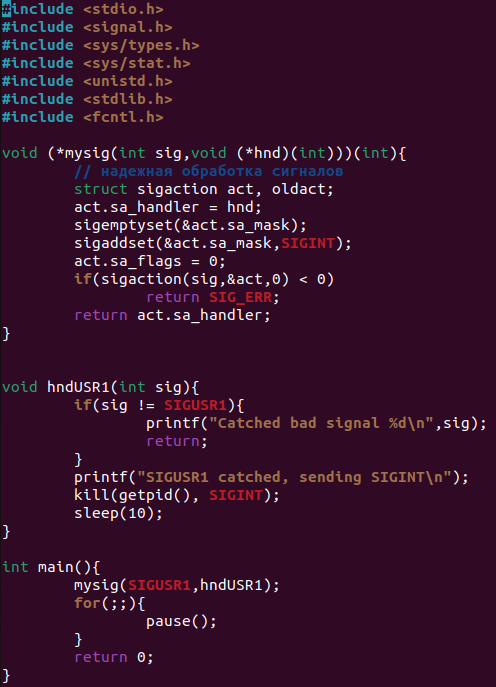 #include <stdio.h>
#include <signal.h>
#include <sys/types.h>
#include <sys/stat.h>
#include <unistd.h>
#include <stdlib.h>
#include <fcntl.h>

void (*mysig(int sig,void (*hnd)(int)))(int){
        // надежная обработка сигналов
        struct sigaction act, oldact;
        act.sa_handler = hnd;
        sigemptyset(&act.sa_mask);
        sigaddset(&act.sa_mask,SIGINT);
        act.sa_flags = 0;
        if(sigaction(sig,&act,0) < 0)
                return SIG_ERR;
        return act.sa_handler;
}


void hndUSR1(int sig){
        if(sig != SIGUSR1){
                printf("Catched bad signal %d\n",sig);
                return;
        }
        printf("SIGUSR1 catched, sending SIGINT\n");
        kill(getpid(), SIGINT);
        sleep(10);
}

int main(){
        mysig(SIGUSR1,hndUSR1);
        for(;;){
                pause();
        }
        return 0;
}